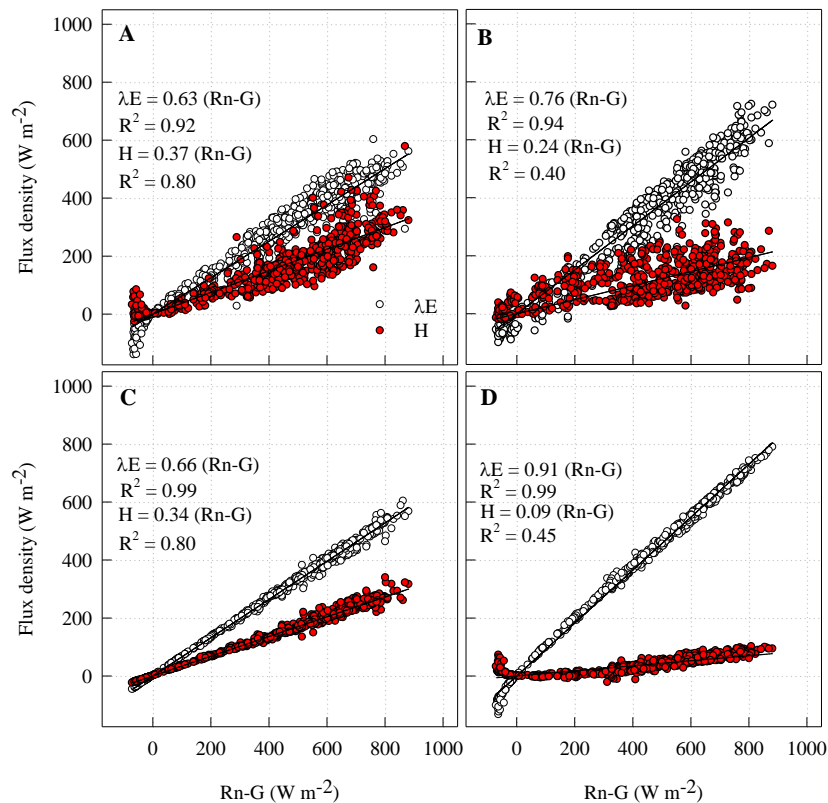 A
λE = 0.63 (Rn-G)
R² = 0.92
H = 0.37 (Rn-G)
R² = 0.80
λE
H
B
λE = 0.76 (Rn-G)
R² = 0.94
H = 0.24 (Rn-G)
R² = 0.40
1000
800
600
400
200
0
Flux density (W m⁻²)
C
λE = 0.66 (Rn-G)
R² = 0.99
H = 0.34 (Rn-G)
R² = 0.80
D
λE = 0.91 (Rn-G)
R² = 0.99
H = 0.09 (Rn-G)
R² = 0.45
1000
800
600
400
200
0
Flux density (W m⁻²)
0 200 400 600 800 1000
0 200 400 600 800 1000
Rn-G (W m⁻²)
Rn-G (W m⁻²)